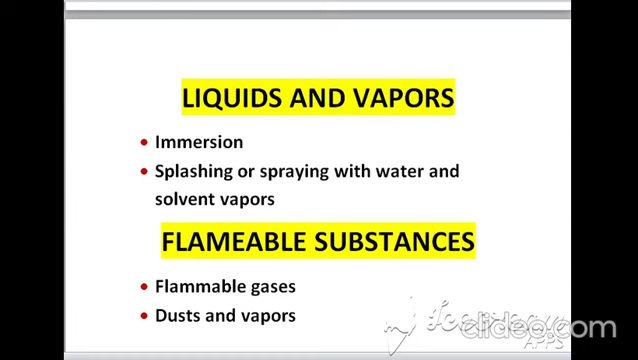 LIQUIDS AND VAPORS
• Immersion
• Splashing or spraying with water and
solvent vapors
FLAMEABLE SUBSTANCES
• Flammable gases
• Dusts and vapors
clideo.com
APPS